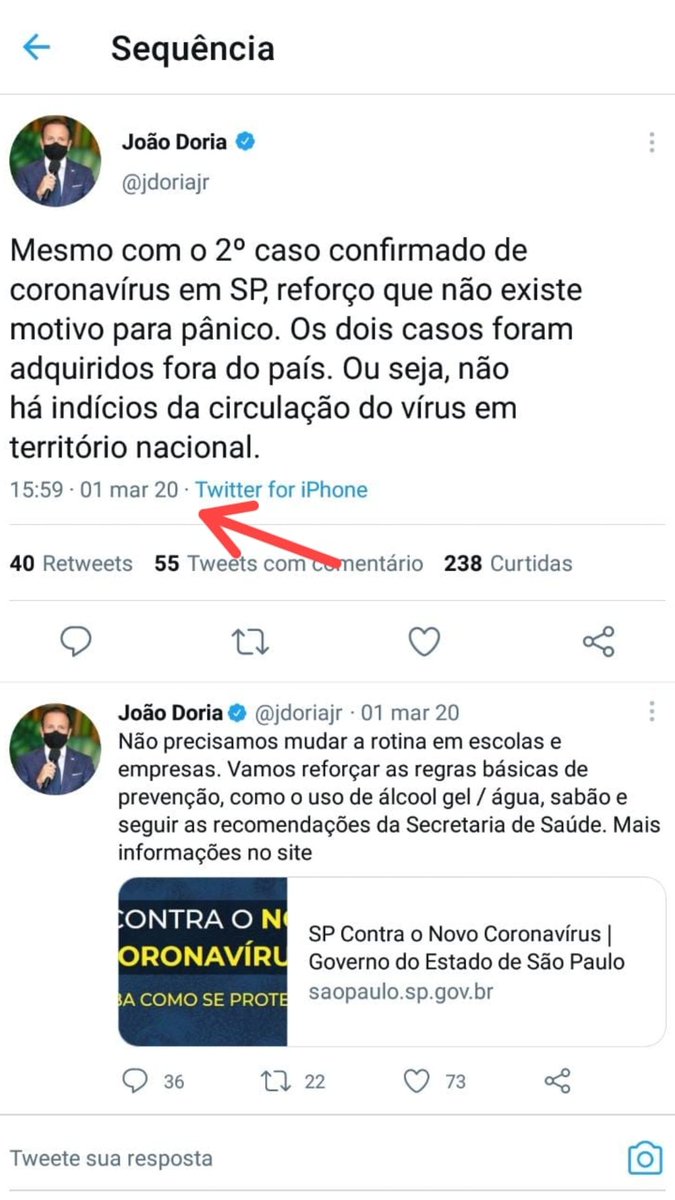 Sequência
João Doria
@jdoriajr
Mesmo com o 2º caso confirmado de
coronavírus em SP, reforço que não existe
motivo para pânico. Os dois casos foram
adquiridos fora do país. Ou seja, não
há indícios da circulação do vírus em
território nacional.
15:59 · 01 mar 20 · Twitter for iPhone
40 Retweets 55 Tweets com comentário 238 Curtidas
João Doria @jdoriajr · 01 mar 20
Não precisamos mudar a rotina em escolas e
empresas. Vamos reforçar as regras básicas de
prevenção, como o uso de álcool gel / água, sabão e
seguir as recomendações da Secretaria de Saúde. Mais
informações no site
CONTRA O NO
ORONAVÍRU
BA COMO SE PROTE
SP Contra o Novo Coronavírus |
Governo do Estado de São Paulo
saopaulo.sp.gov.br
36 22 73
Tweete sua resposta